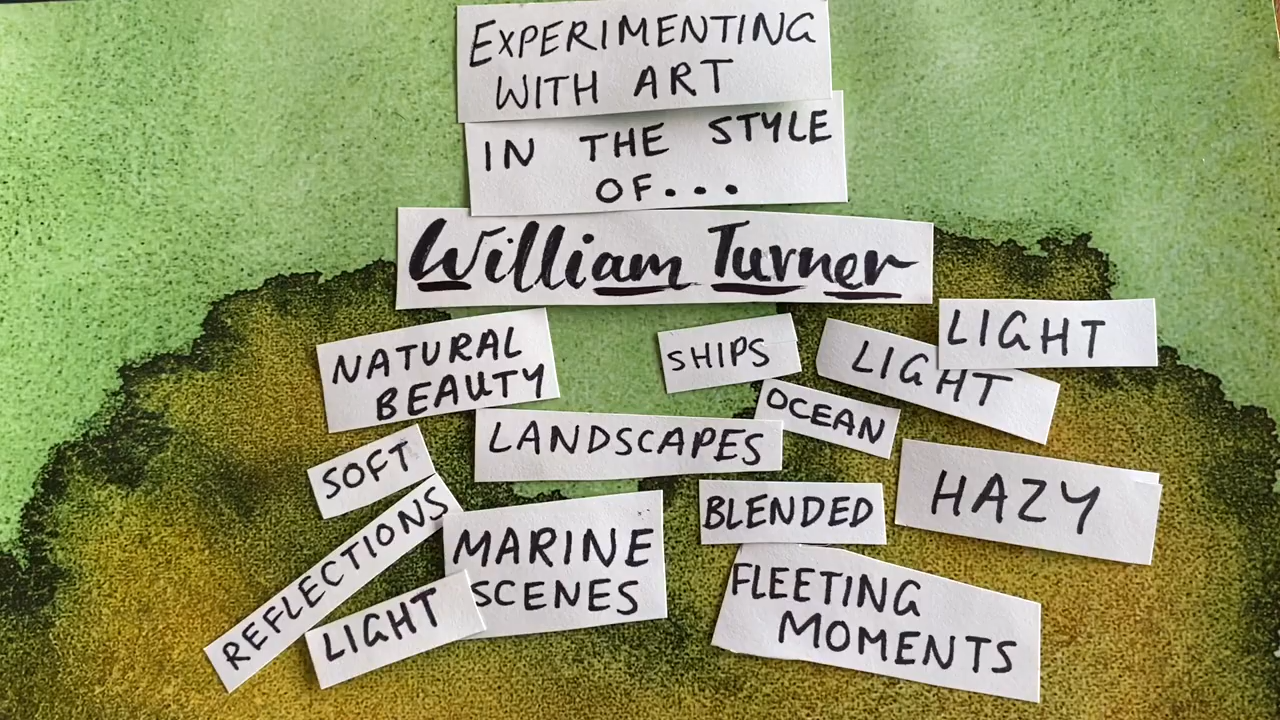 EXPERIMENTING
WITH ART
IN THE STYLE
OF...
William Turner
NATURAL
BEAUTY
SHIPS
LIGHT
LIGHT
OCEAN
LANDSCAPES
SOFT
HAZY
BLENDED
REFLECTIONS
MARINE
SCENES
LIGHT
FLEETING
MOMENTS